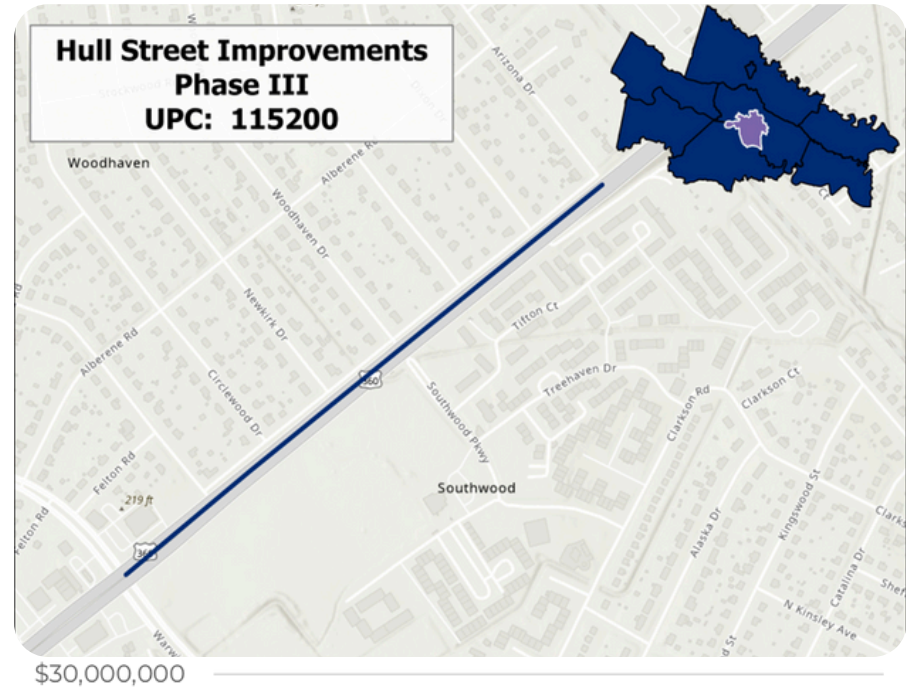 Hull Street Improvements
Phase III
UPC: 115200
Arizona Dr
Woodhaven
Alberene Rd
Woodhaven Dr
Ct
Newkirk Dr
Tifton Ct
Alberene Rd
360
Treehaven Dr
Circlewood Dr
Southwood Pkwy
Clarkson Rd
Clarkson Ct
Felton Rd
Southwood
219 ft
Kingswood St
Felton Rd
360
Alaska Dr
Catalina Dr
N Kinsley Ave
$30,000,000